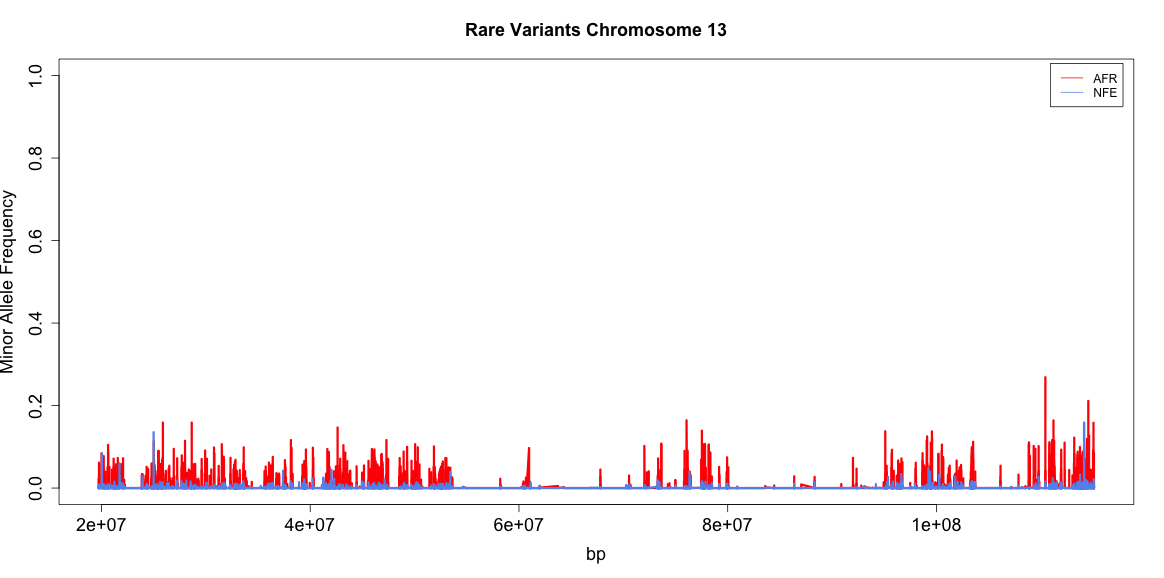 Rare Variants Chromosome 13
AFR
NFE
Minor Allele Frequency
1.0
0.8
0.6
0.4
0.2
0.0
2e+07 4e+07 6e+07 8e+07 1e+08
bp